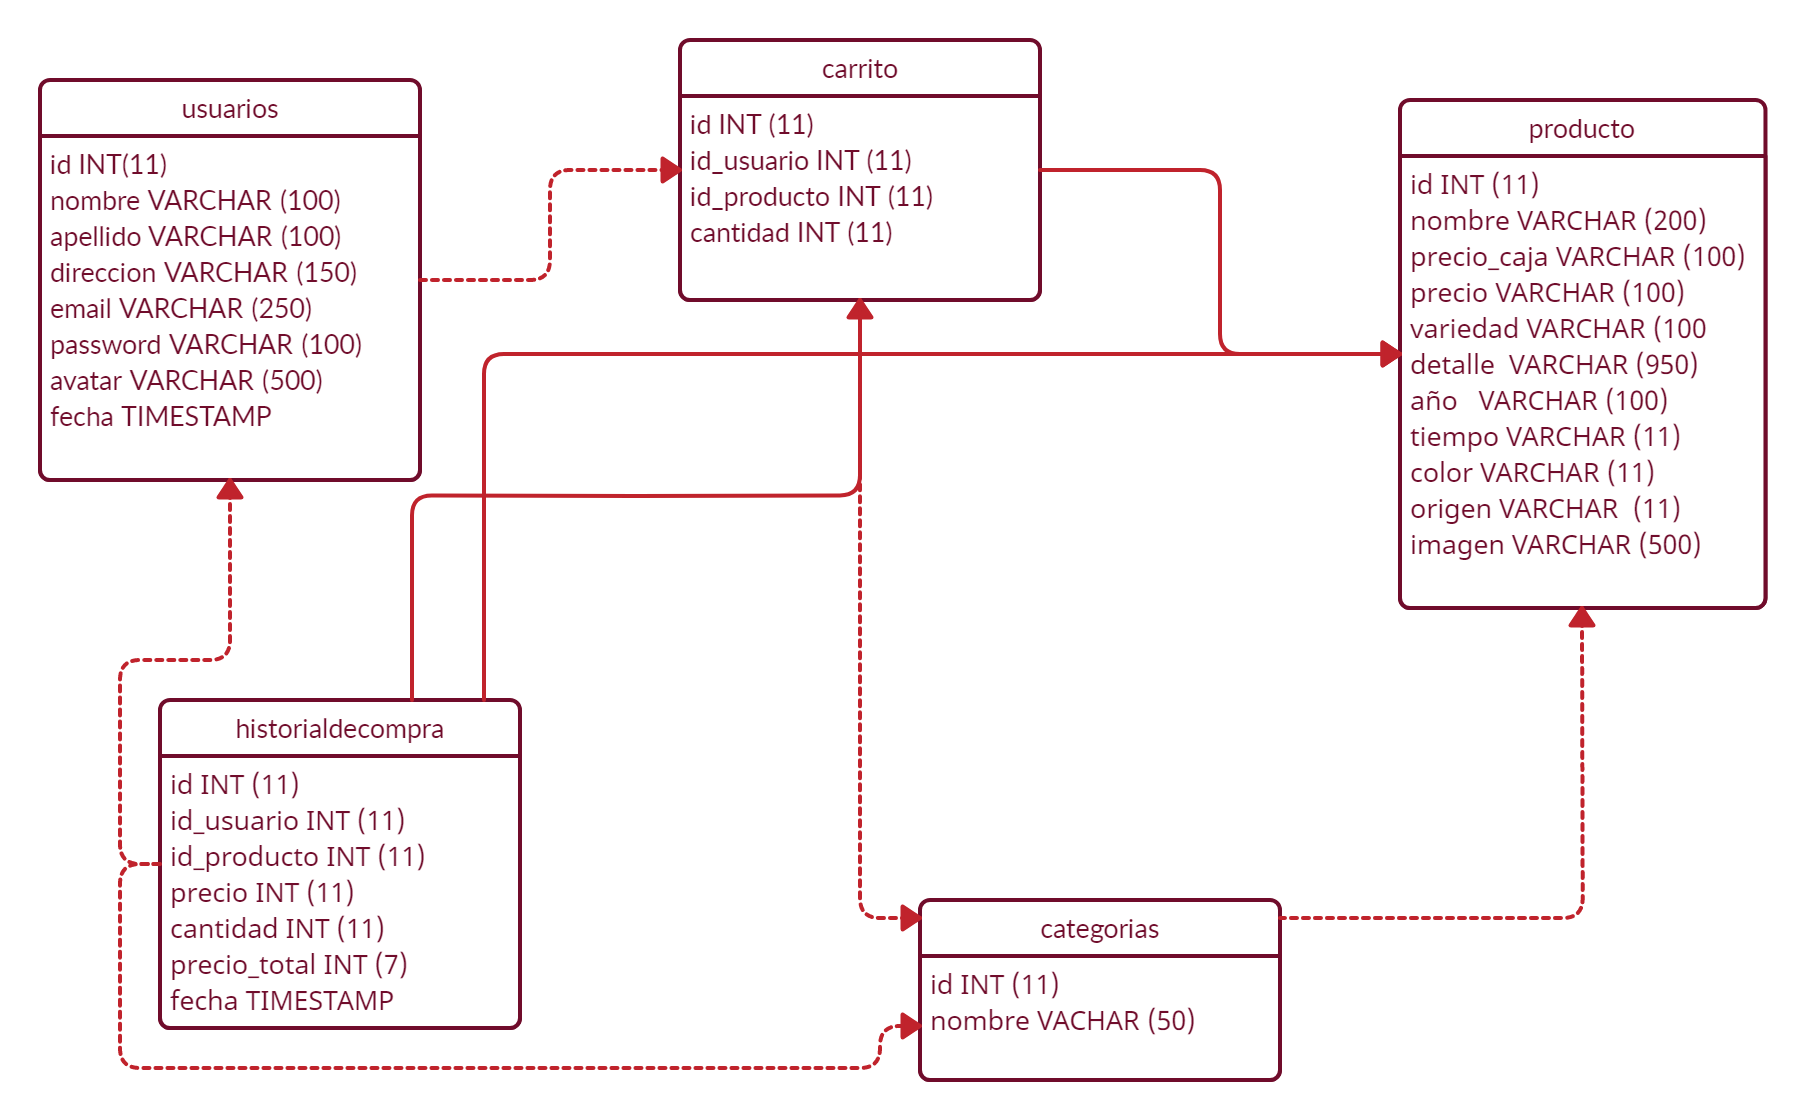 usuarios
id INT(11)
nombre VARCHAR (100)
apellido VARCHAR (100)
direccion VARCHAR (150)
email VARCHAR (250)
password VARCHAR (100)
avatar VARCHAR (500)
fecha TIMESTAMP
carrito
id INT (11)
id_usuario INT (11)
id_producto INT (11)
cantidad INT (11)
producto
id INT (11)
nombre VARCHAR (200)
precio_caja VARCHAR (100)
precio VARCHAR (100)
variedad VARCHAR (100
detalle  VARCHAR (950)
año   VARCHAR (100)
tiempo VARCHAR (11)
color VARCHAR (11)
origen VARCHAR  (11)
imagen VARCHAR (500)
historialdecompra
id INT (11)
id_usuario INT (11)
id_producto INT (11)
precio INT (11)
cantidad INT (11)
precio_total INT (7)
fecha TIMESTAMP
categorias
id INT (11)
nombre VACHAR (50)